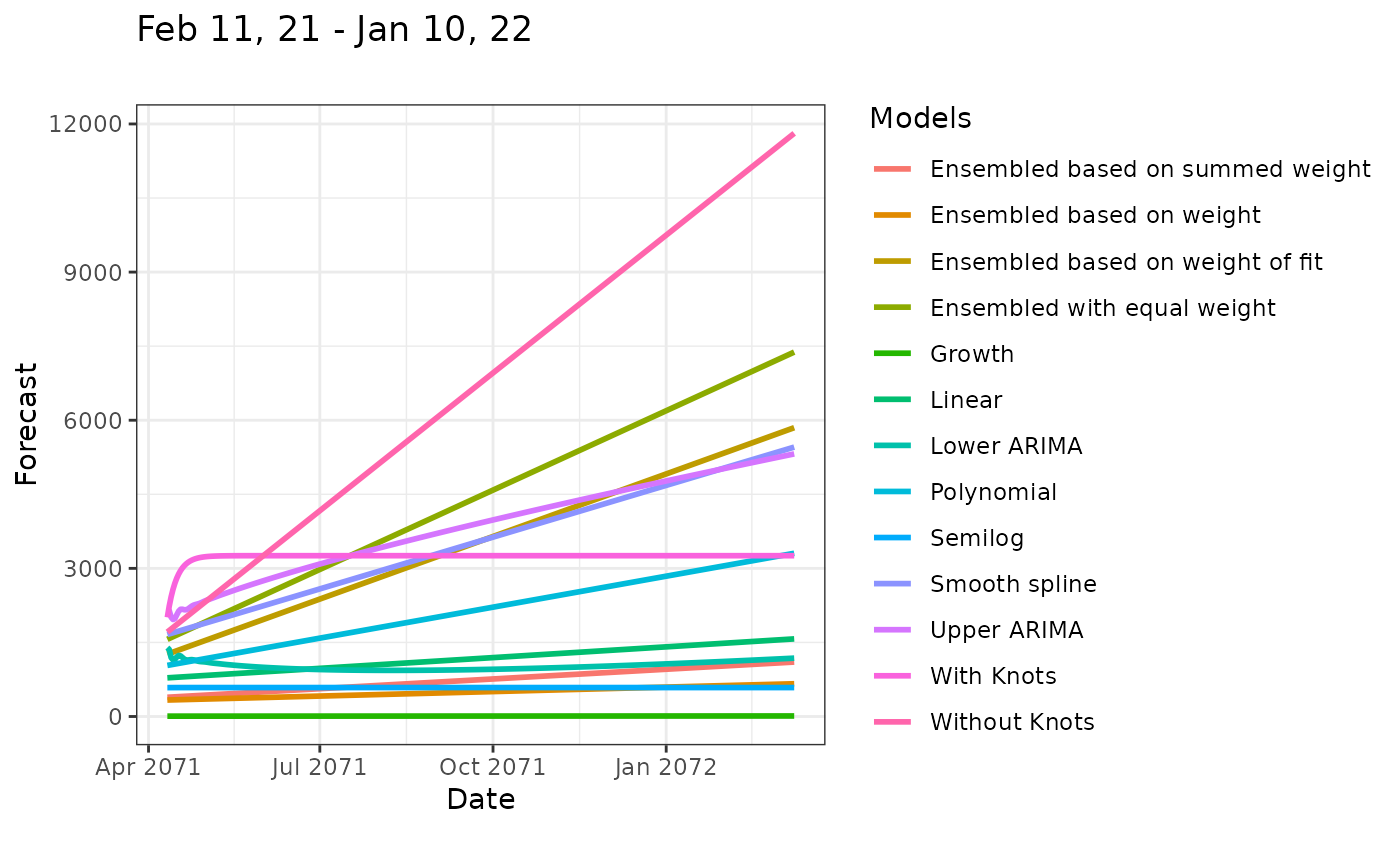 Feb 11, 21 - Jan 10, 22
12000
9000
6000
3000
0
Forecast
Apr 2071
Jul 2071
Oct 2071
Jan 2072
Date
Models
Ensembled based on summed weight
Ensembled based on weight
Ensembled based on weight of fit
Ensembled with equal weight
Growth
Linear
Lower ARIMA
Polynomial
Semilog
Smooth spline
Upper ARIMA
With Knots
Without Knots